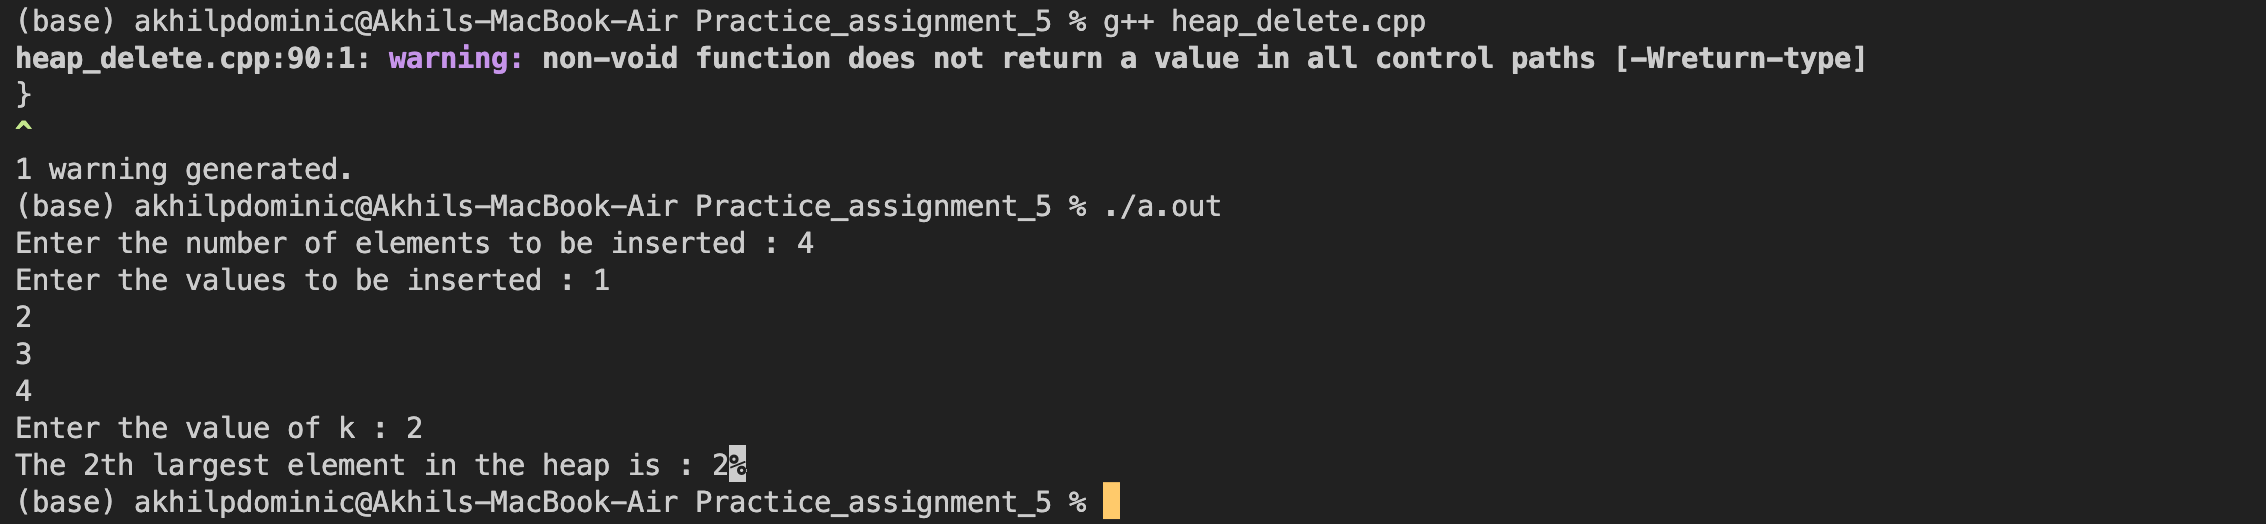 (base) akhilpdominic@Akhils-MacBook-Air Practice_assignment_5 % g++ heap_delete.cpp
heap_delete.cpp:90:1: warning: non-void function does not return a value in all control paths [-Wreturn-type]
}
^
1 warning generated.
(base) akhilpdominic@Akhils-MacBook-Air Practice_assignment_5 % ./a.out
Enter the number of elements to be inserted : 4
Enter the values to be inserted : 1
2
3
4
Enter the value of k : 2
The 2th largest element in the heap is : 2%
(base) akhilpdominic@Akhils-MacBook-Air Practice_assignment_5 %